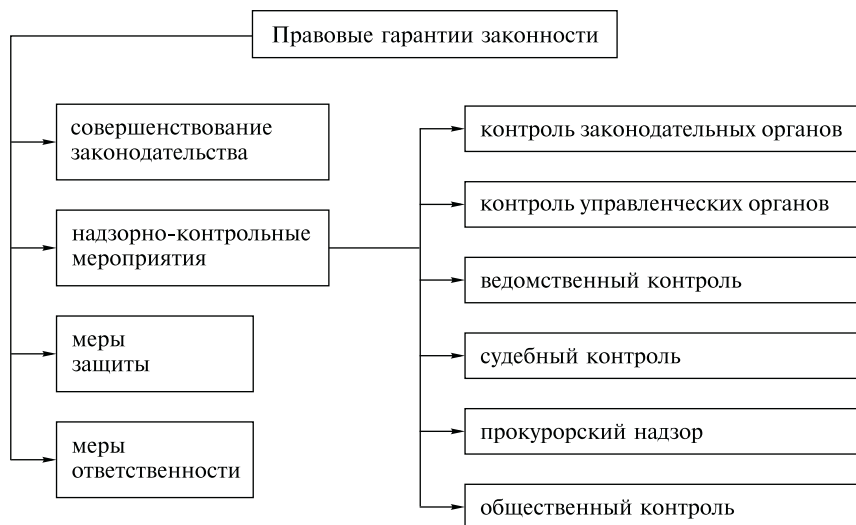 Правовые гарантии законности
совершенствование
законодательства
надзорно-контрольные
мероприятия
меры
защиты
меры
ответственности
контроль законодательных органов
контроль управленческих органов
ведомственный контроль
судебный контроль
прокурорский надзор
общественный контроль